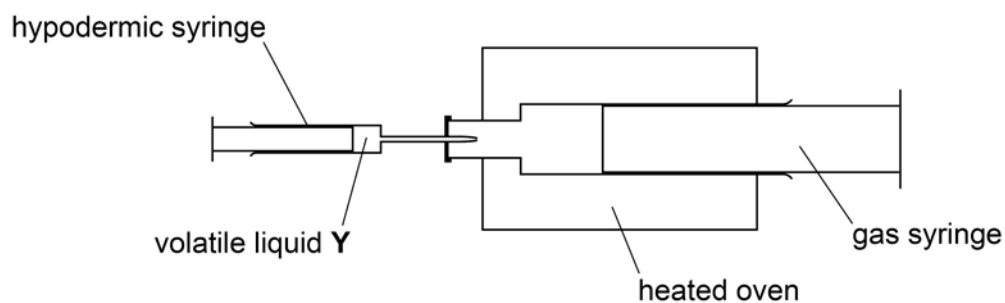 hypodermic syringe
volatile liquid Y
gas syringe
heated oven